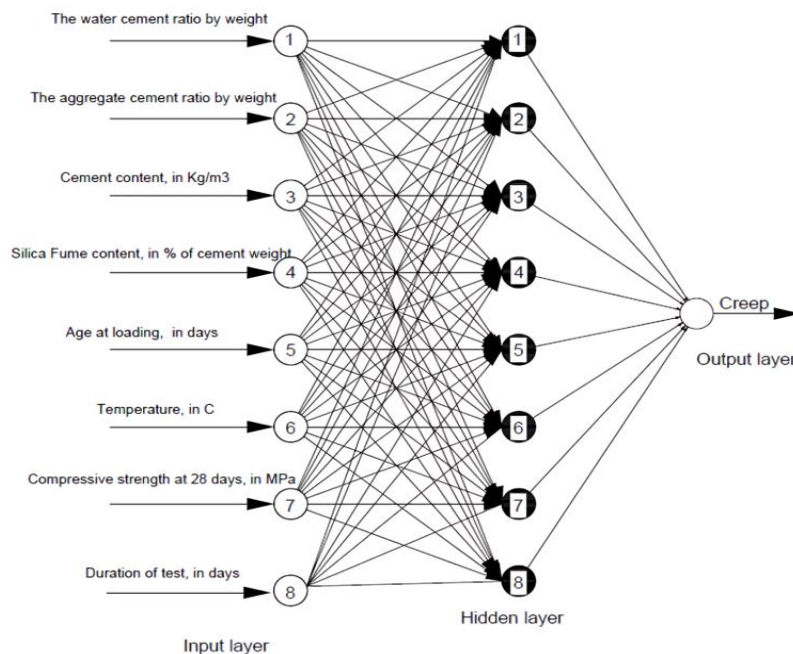 The water cement ratio by weight
1
1
The aggregate cement ratio by weight
2
2
Cement content, in Kg/m3
3
3
Silica Fume content, in % of cement weight
4
4
Creep
Age at loading, in days
5
5
Output layer
Temperature, in C
6
6
Compressive strength at 28 days, in MPa
7
7
Duration of test, in days
8
8
Hidden layer
Input layer